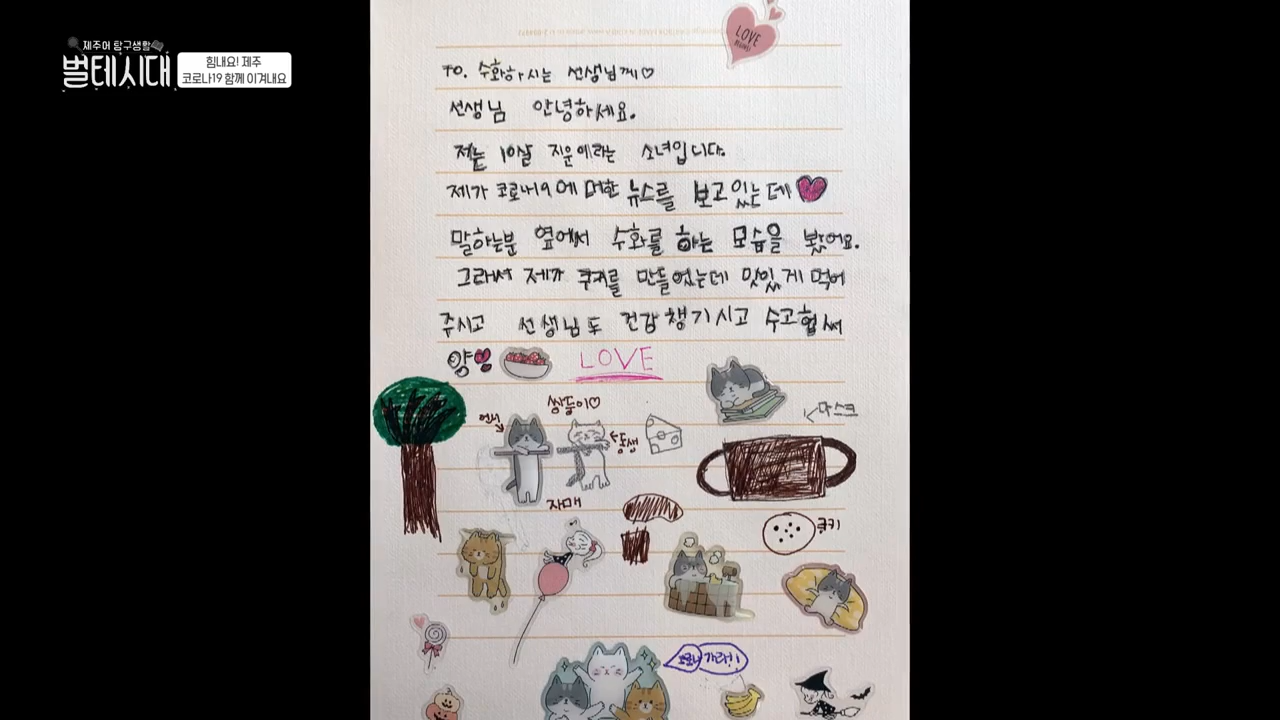 제주어 탐구생활
벌테시대
힘내요! 제주
코로나19 함께 이겨내요
LOVE
TO. 수화하시는 선생님께♡
선생님 안녕하세요.
저는 10살 지운에라는 소녀입니다.
제가 코로나19에 대한 뉴스를 보고있는데
말하는분 옆에서 수화를 하는 모습을 봤어요.
그래서 제가 쿠키를 만들었는데 맛있게 먹어
주시고 선생님도 건강챙기시고 수고헙써
양
LOVE
쌍둥이♡
언니
동생
마스크
자매
쿠키
코로나 가라!